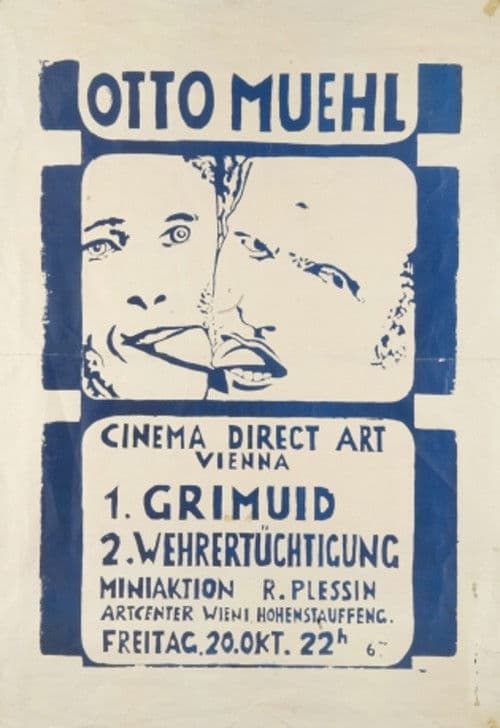 OTTO MUEHL
CINEMA DIRECT ART
VIENNA
1. GRIMUID
2. WEHRERTÜCHTIGUNG
MINIAKTION R. PLESSIN
ARTCENTER WIEN I, HOHENSTAUFFENG.
FREITAG, 20. OKT. 22h 6.-